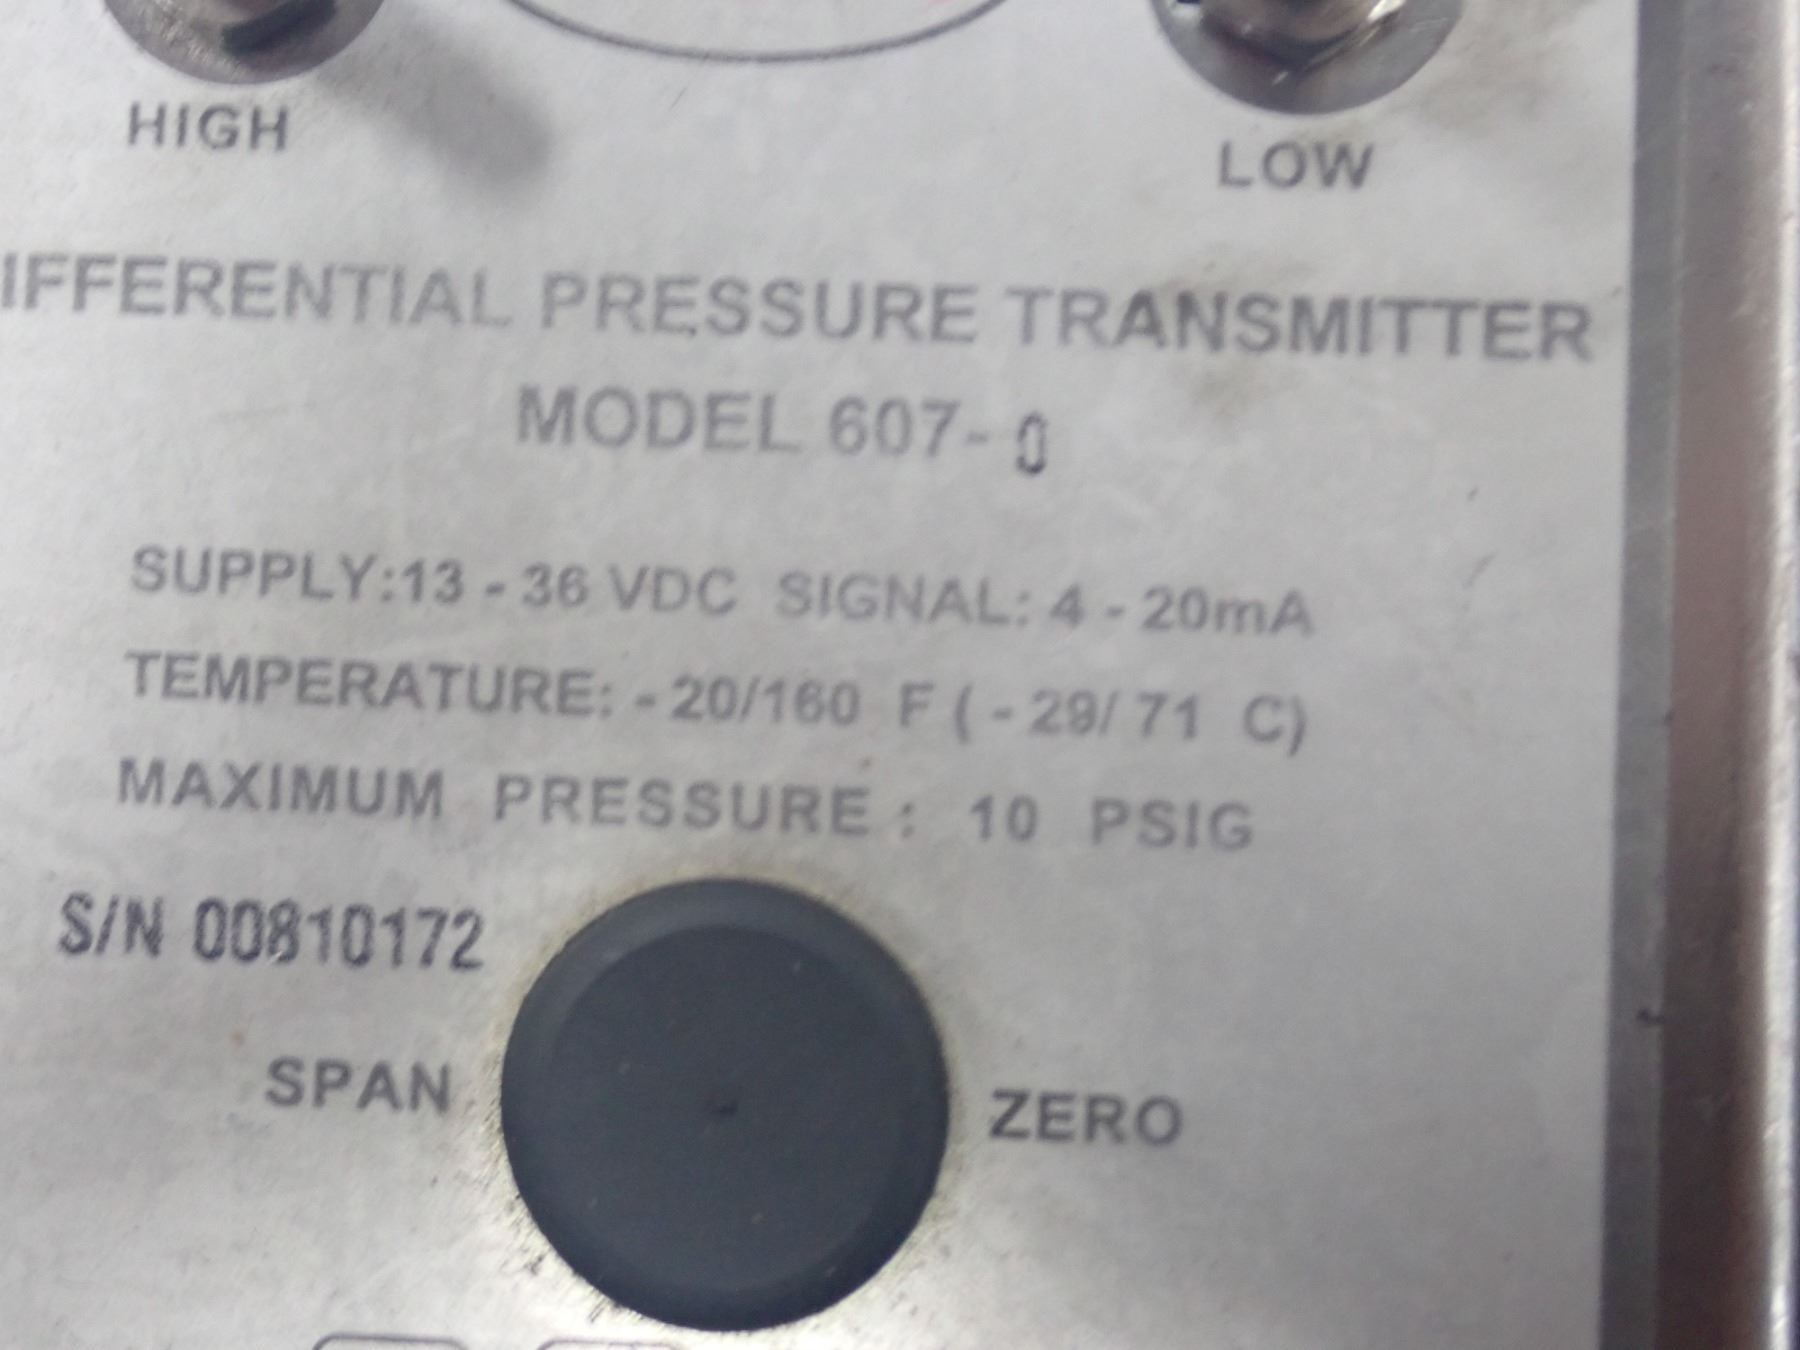 HIGH
LOW
IFFERENTIAL PRESSURE TRANSMITTER
MODEL 607- 0
SUPPLY:13 - 36 VDC SIGNAL: 4 - 20mA
TEMPERATURE: - 20/160 F ( - 29/ 71 C)
MAXIMUM PRESSURE : 10 PSIG
S/N 00810172
SPAN
ZERO